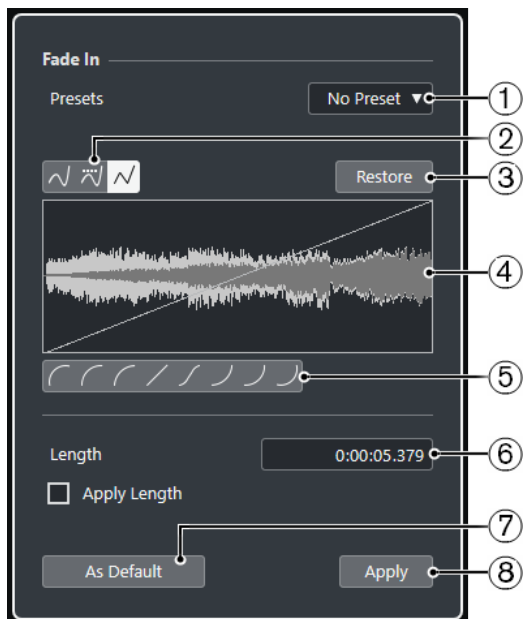 Fade In
Presets
No Preset ▼
①
②
Restore
③
④
⑤
Length
0:00:05.379
⑥
Apply Length
⑦
As Default
Apply
⑧